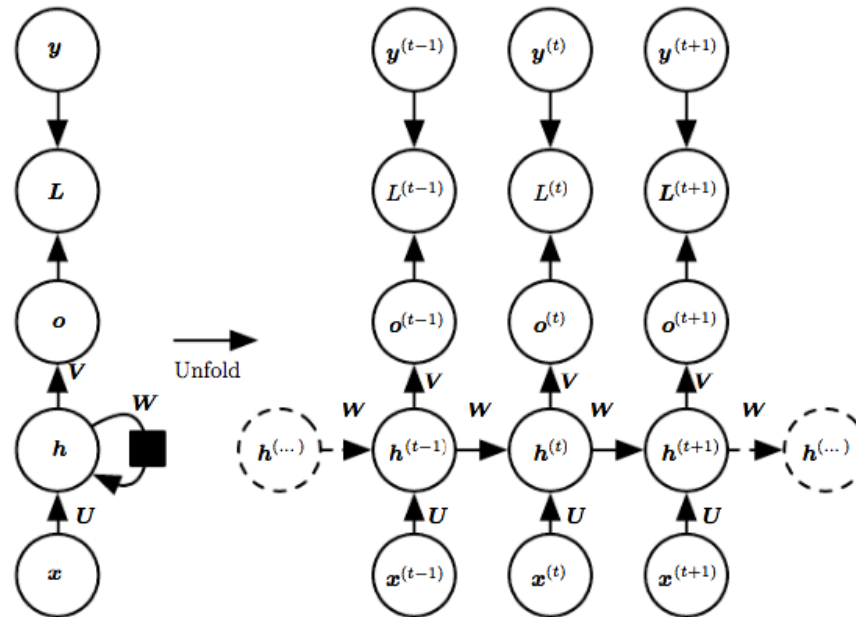 y y^(t−1) y^(t) y^(t+1)
L L^(t−1) L^(t) L^(t+1)
o o^(t−1) o^(t) o^(t+1)
Unfold
V V V V
W W W W W
h h^(...) h^(t−1) h^(t) h^(t+1) h^(...)
U U U U
x x^(t−1) x^(t) x^(t+1)